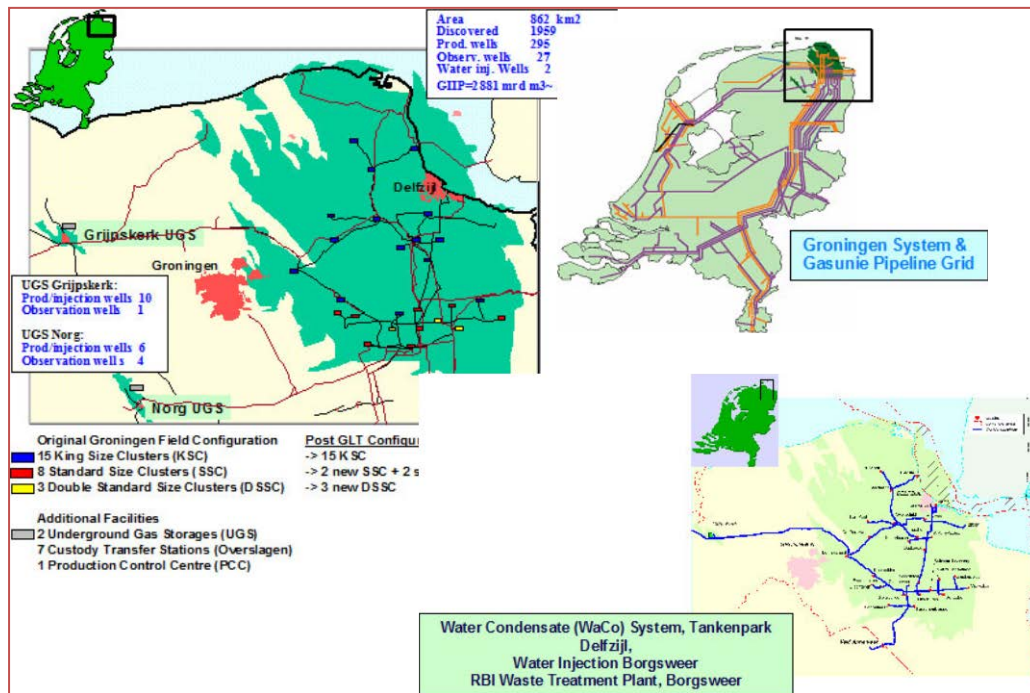 Area 862 km2
Discovered 1959
Prod. wells 295
Observ. wells 27
Water inj. Wells 2
GIIP=2881 mrd m3~
Delfzijl
Grijpskerk UGS
Groningen
UGS Grijpskerk:
Prod/injection wells 10
Observation wells 1
UGS Norg:
Prod/injection wells 6
Observation well s 4
Norg UGS
Groningen System &
Gasunie Pipeline Grid
Original Groningen Field Configuration
15 King Size Clusters (KSC)
8 Standard Size Clusters (SSC)
3 Double Standard Size Clusters (DSSC)
Post GLT Configu
-> 15 KSC
-> 2 new SSC + 2 s
-> 3 new DSSC
Additional Facilities
2 Underground Gas Storages (UGS)
7 Custody Transfer Stations (Overslagen)
1 Production Control Centre (PCC)
Water Condensate (WaCo) System, Tankenpark
Delfzijl,
Water Injection Borgsweer
RBI Waste Treatment Plant, Borgsweer